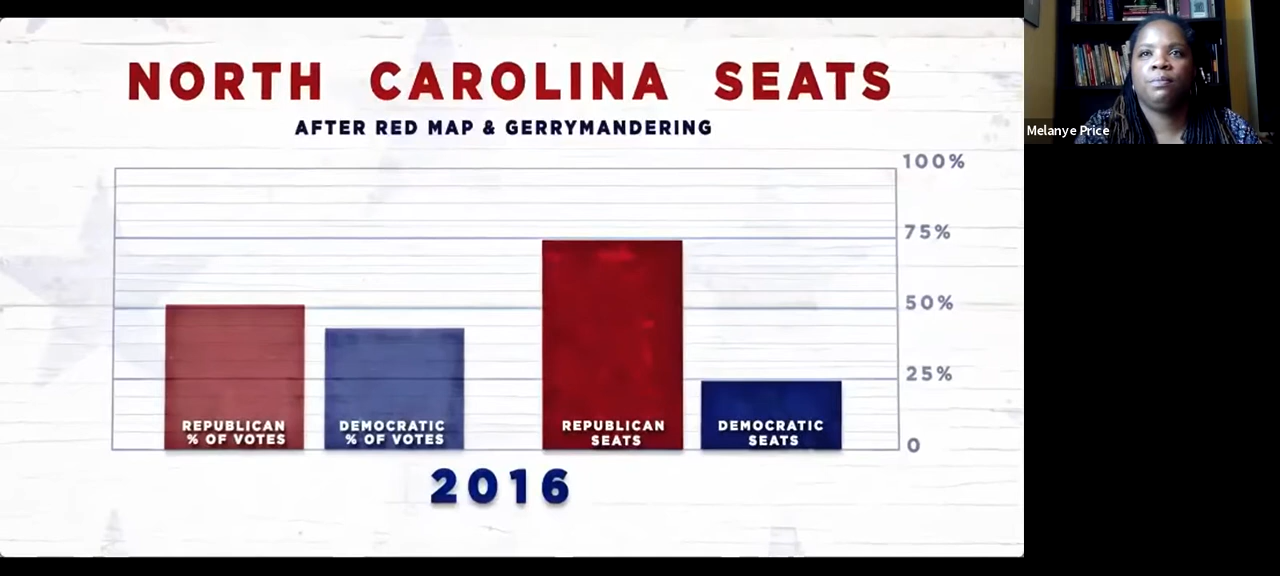 NORTH CAROLINA SEATS
AFTER RED MAP & GERRYMANDERING
100%
75%
50%
25%
0
REPUBLICAN
% OF VOTES
DEMOCRATIC
% OF VOTES
REPUBLICAN
SEATS
DEMOCRATIC
SEATS
2016
Melanye Price